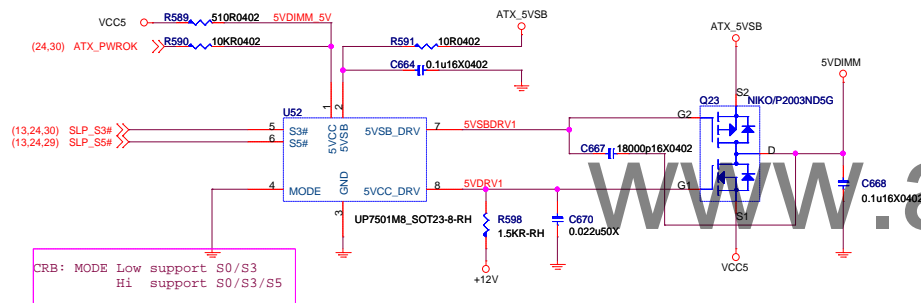 R589
510R0402
5VDIMM_5V
VCC5
(24,30) ATX_PWROK
R590
10KR0402
ATX_5VSB
R591
10R0402
C664
0.1u16X0402
ATX_5VSB
5VDIMM
U52
1
2
S2
Q23
NIKO/P2003ND5G
(13,24,30) SLP_S3#
5
S3#
5VCC
5VSB
5VSB_DRV
7
5VSBDRV1
G2
(13,24,29) SLP_S5#
6
S5#
C667
18000p16X0402
D
4
MODE
GND
5VCC_DRV
8
5VDRV1
G1
S1
C668
0.1u16X0402
3
UP7501M8_SOT23-8-RH
R598
1.5KR-RH
C670
0.022u50X
+12V
VCC5
www.a
CRB: MODE Low support S0/S3
Hi support S0/S3/S5